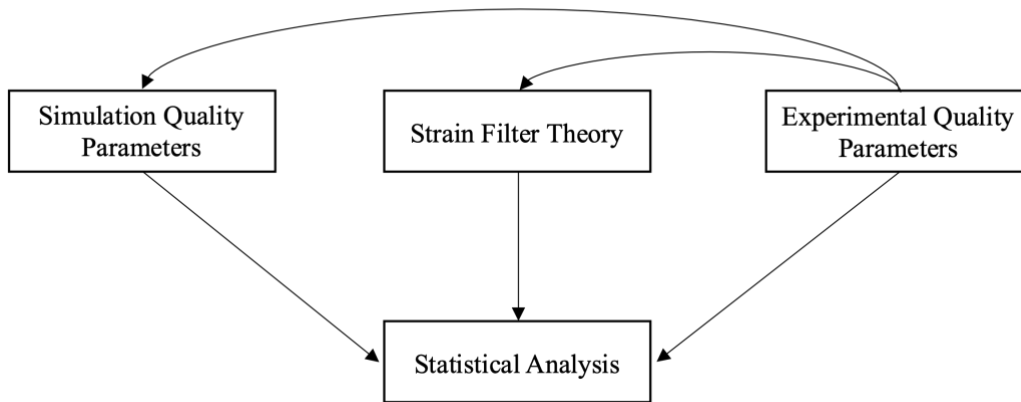 Simulation Quality
Parameters
Strain Filter Theory
Experimental Quality
Parameters
Statistical Analysis